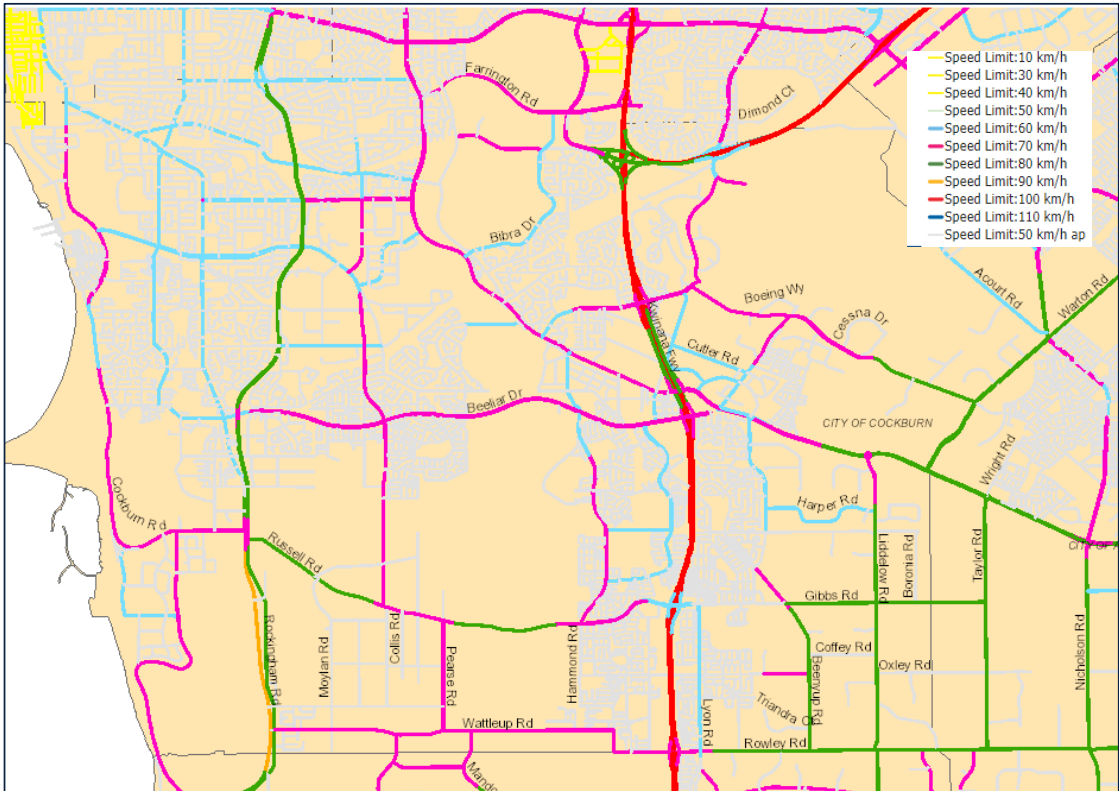 Farrington Rd
Dimond Ct
Speed Limit:10 km/h
Speed Limit:30 km/h
Speed Limit:40 km/h
Speed Limit:50 km/h
Speed Limit:60 km/h
Speed Limit:70 km/h
Speed Limit:80 km/h
Speed Limit:90 km/h
Speed Limit:100 km/h
Speed Limit:110 km/h
Speed Limit:50 km/h ap
Bibra Dr
Acourt Rd
Warton Rd
Boeing Wy
Cessna Dr
Kwinana Fwy
Cutler Rd
Beeliar Dr
CITY OF COCKBURN
Wright Rd
Cockburn Rd
Harper Rd
Russell Rd
Liddelow Rd
Boronia Rd
Taylor Rd
CITY OF
Gibbs Rd
Rockingham Rd
Moylan Rd
Collis Rd
Pearse Rd
Hammond Rd
Coffey Rd
Oxley Rd
Nicholson Rd
Beenyup Rd
Lyon Rd
Triandra
Wattleup Rd
Rowley Rd